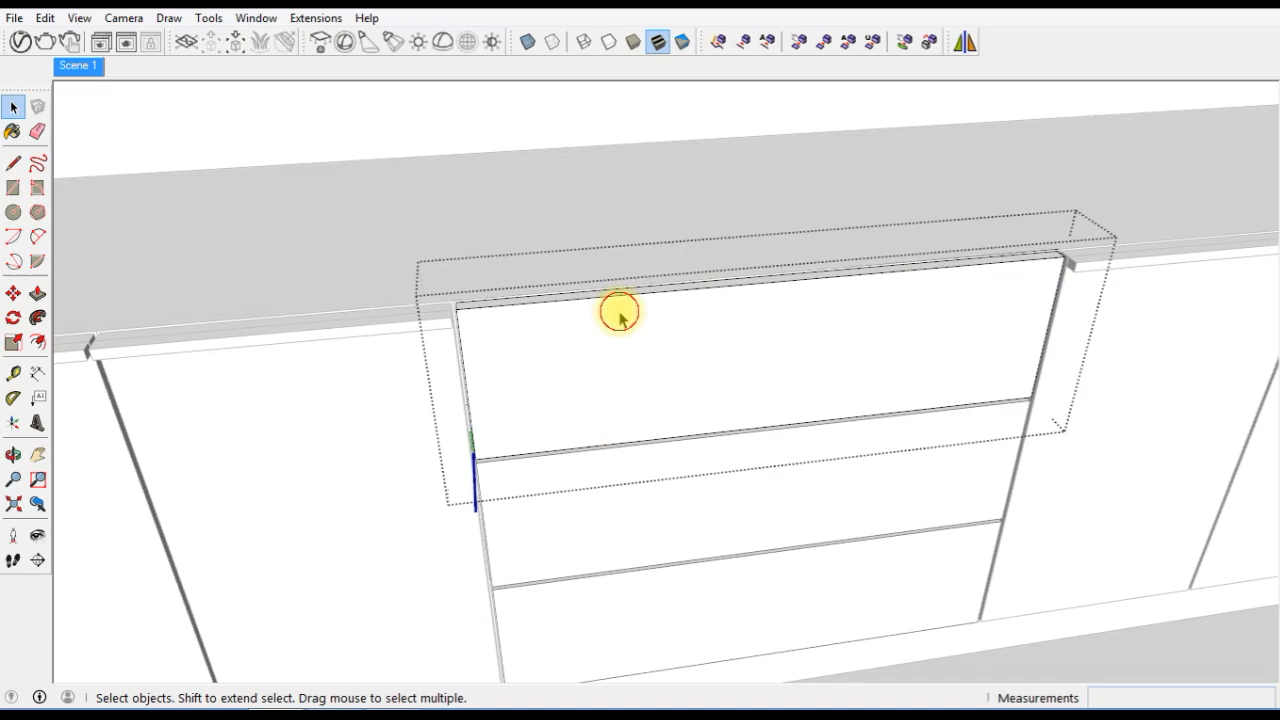 File Edit View Camera Draw Tools Window Extensions Help
Scene 1
Select objects. Shift to extend select. Drag mouse to select multiple.
Measurements